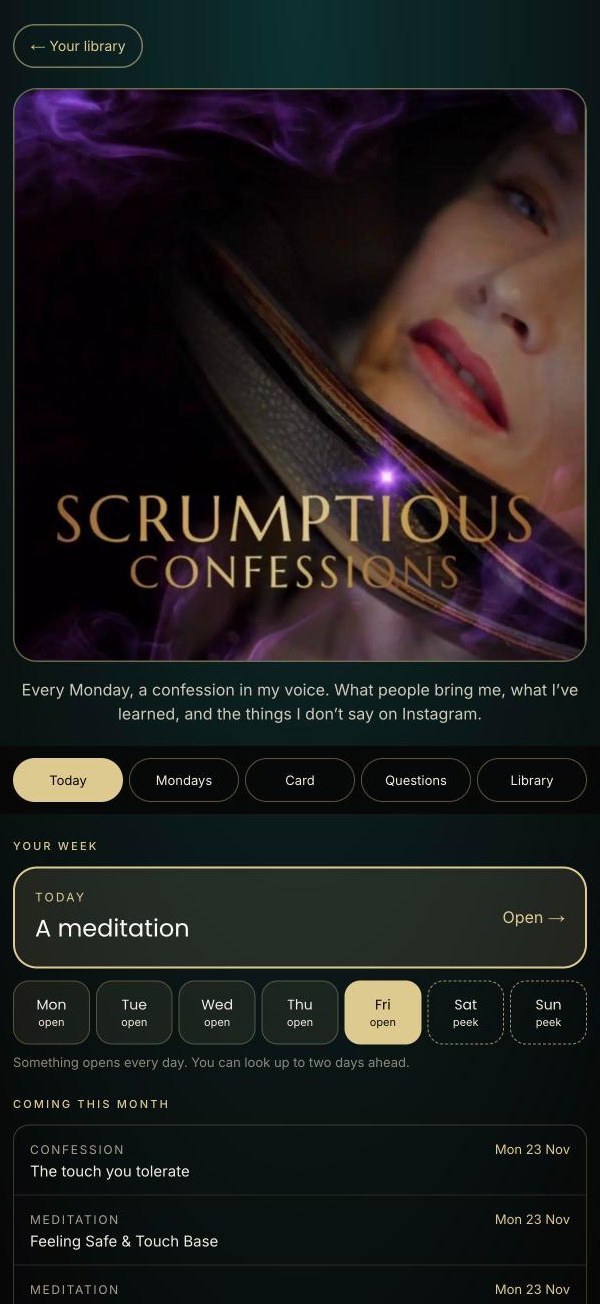 ← Your library
SCRUMPTIOUS
CONFESSIONS
Every Monday, a confession in my voice. What people bring me, what I’ve
learned, and the things I don’t say on Instagram.
Today Mondays Card Questions Library
YOUR WEEK
TODAY
A meditation
Open →
Mon Tue Wed Thu Fri Sat Sun
open open open open open peek peek
Something opens every day. You can look up to two days ahead.
COMING THIS MONTH
CONFESSION Mon 23 Nov
The touch you tolerate
MEDITATION Mon 23 Nov
Feeling Safe & Touch Base
MEDITATION Mon 23 Nov